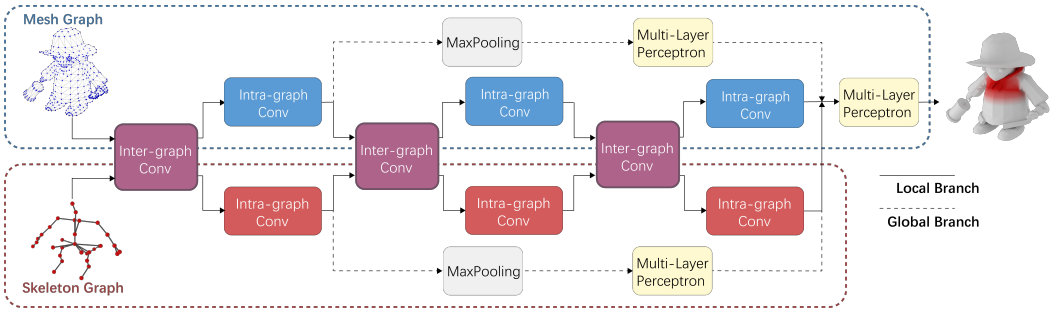 Mesh Graph
MaxPooling
Multi-Layer
Perceptron
Intra-graph
Conv
Intra-graph
Conv
Intra-graph
Conv
Multi-Layer
Perceptron
Inter-graph
Conv
Inter-graph
Conv
Inter-graph
Conv
Intra-graph
Conv
Intra-graph
Conv
Intra-graph
Conv
Local Branch
Global Branch
MaxPooling
Multi-Layer
Perceptron
Skeleton Graph